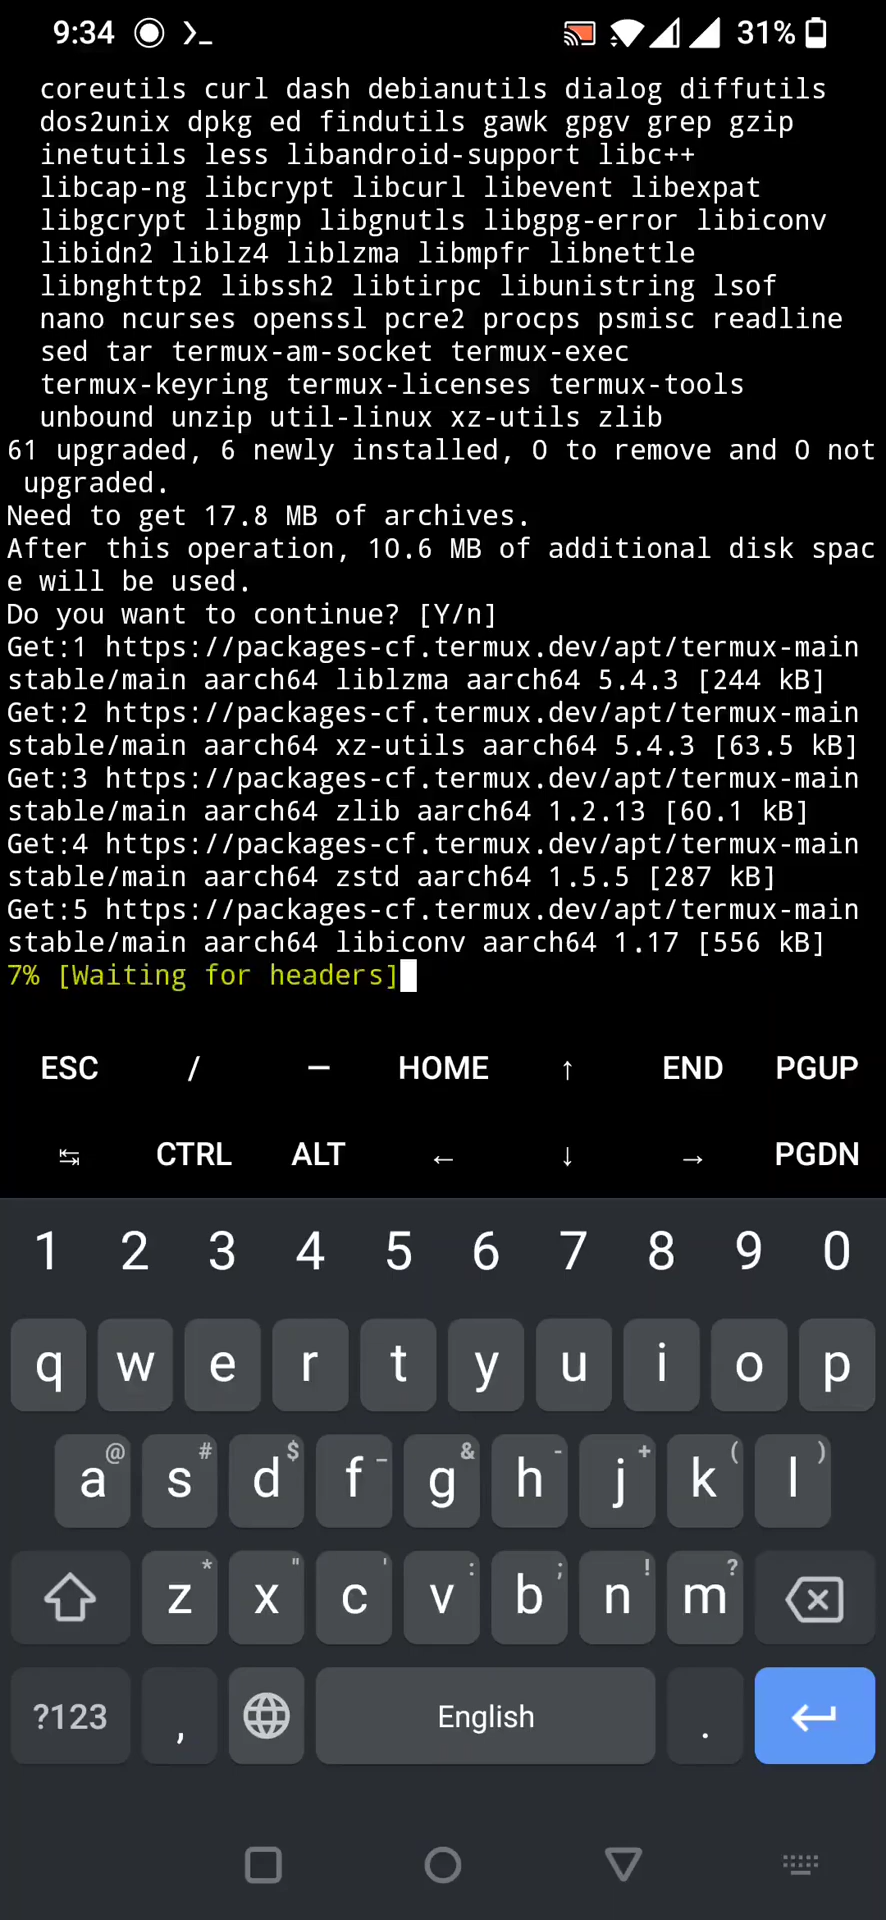 9:34
31%
coreutils curl dash debianutils dialog diffutils
dos2unix dpkg ed findutils gawk gpgv grep gzip
inetutils less libandroid-support libc++
libcap-ng libcrypt libcurl libevent libexpat
libgcrypt libgmp libgnutls libgpg-error libiconv
libidn2 liblz4 liblzma libmpfr libnettle
libnghttp2 libssh2 libtirpc libunistring lsof
nano ncurses openssl pcre2 procps psmisc readline
sed tar termux-am-socket termux-exec
termux-keyring termux-licenses termux-tools
unbound unzip util-linux xz-utils zlib
61 upgraded, 6 newly installed, 0 to remove and 0 not
upgraded.
Need to get 17.8 MB of archives.
After this operation, 10.6 MB of additional disk spac
e will be used.
Do you want to continue? [Y/n]
Get:1 https://packages-cf.termux.dev/apt/termux-main
stable/main aarch64 liblzma aarch64 5.4.3 [244 kB]
Get:2 https://packages-cf.termux.dev/apt/termux-main
stable/main aarch64 xz-utils aarch64 5.4.3 [63.5 kB]
Get:3 https://packages-cf.termux.dev/apt/termux-main
stable/main aarch64 zlib aarch64 1.2.13 [60.1 kB]
Get:4 https://packages-cf.termux.dev/apt/termux-main
stable/main aarch64 zstd aarch64 1.5.5 [287 kB]
Get:5 https://packages-cf.termux.dev/apt/termux-main
stable/main aarch64 libiconv aarch64 1.17 [556 kB]
7% [Waiting for headers]
ESC / — HOME ↑ END PGUP
↹ CTRL ALT ← ↓ → PGDN
1 2 3 4 5 6 7 8 9 0
q w e r t y u i o p
@ # $ _ & - + ( )
a s d f g h j k l
* " ' : ; ! ?
z x c v b n m
?123 , English .